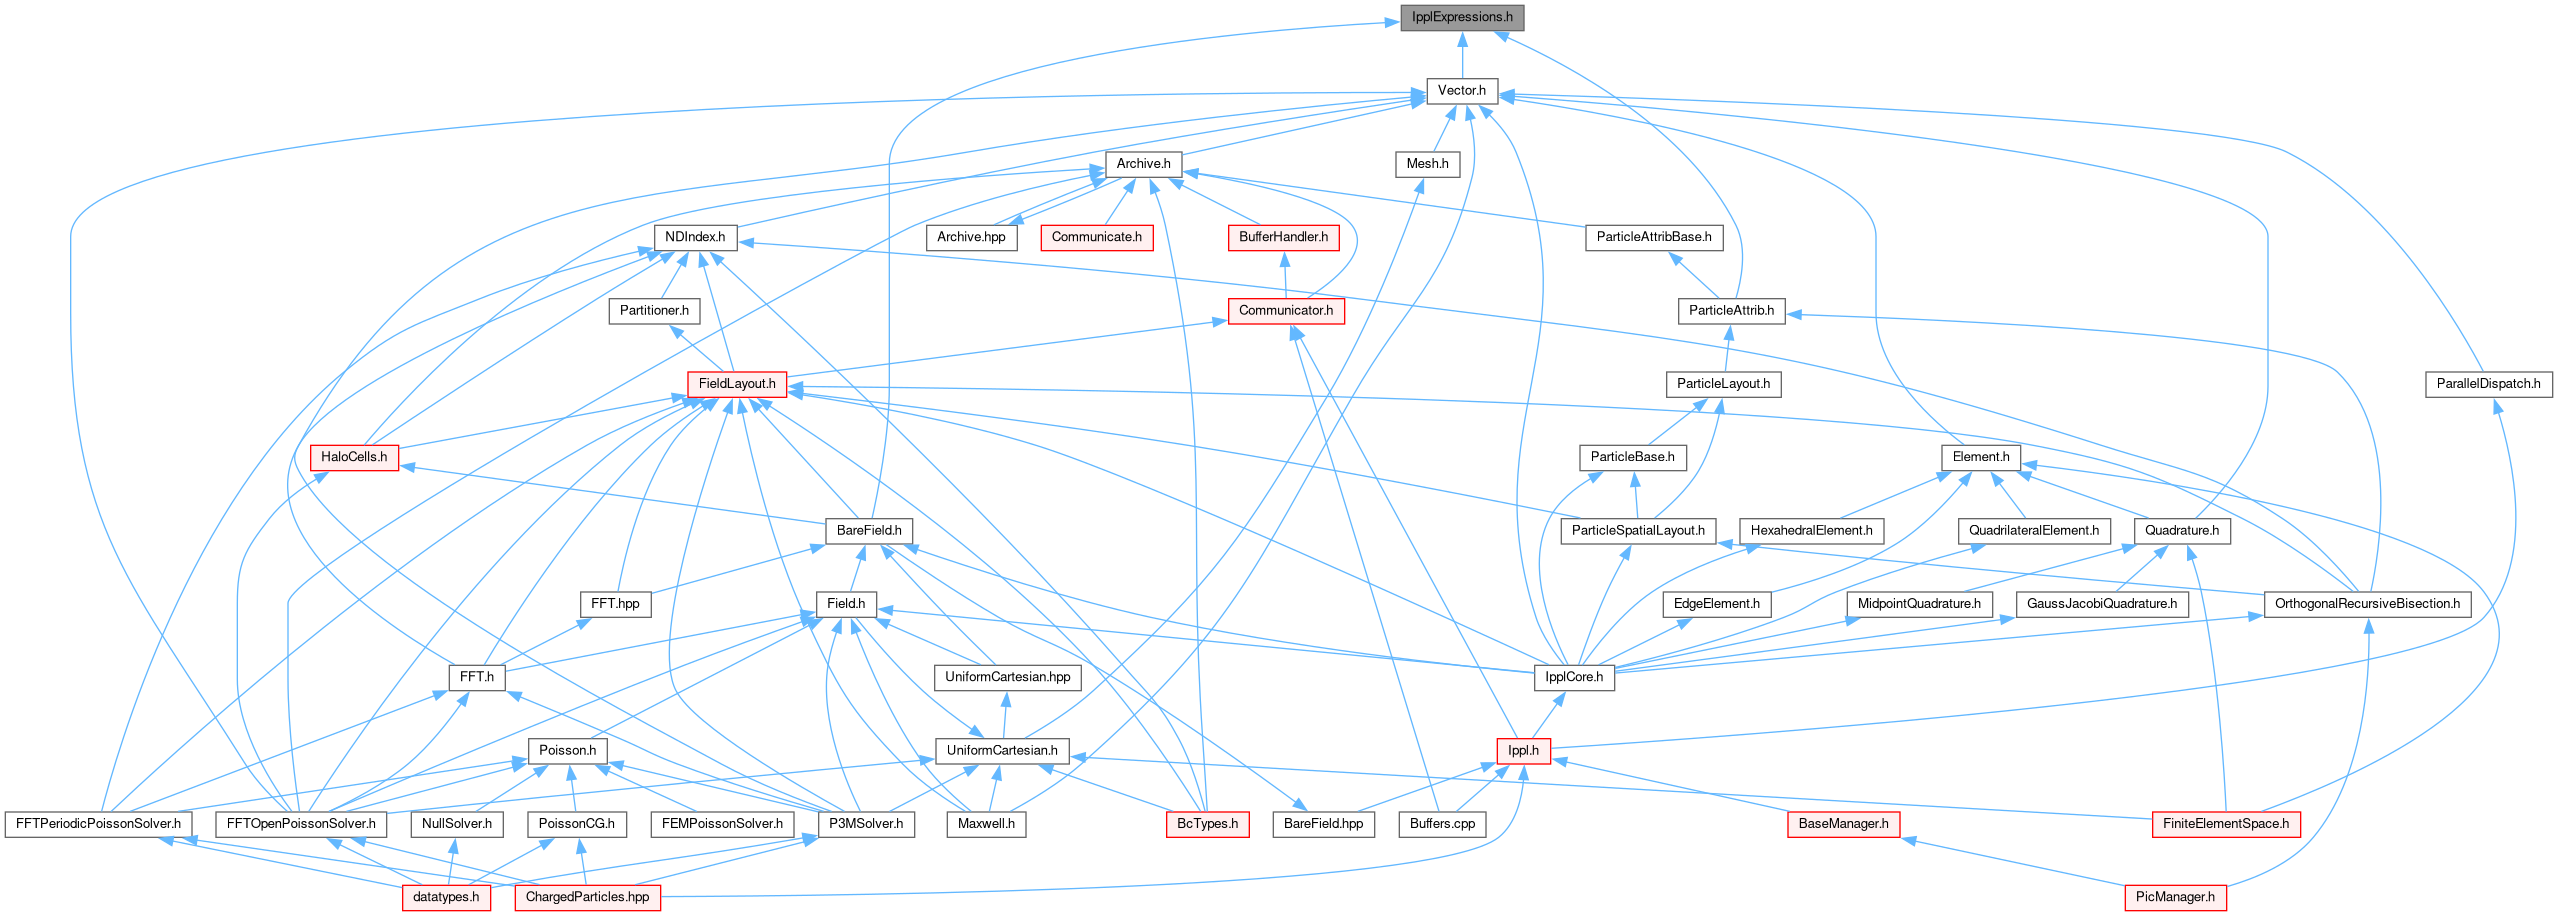 IpplExpressions.h
Vector.h
Archive.h
Mesh.h
NDIndex.h
Archive.hpp
Communicate.h
BufferHandler.h
ParticleAttribBase.h
Partitioner.h
Communicator.h
ParticleAttrib.h
FieldLayout.h
ParticleLayout.h
ParallelDispatch.h
HaloCells.h
ParticleBase.h
Element.h
BareField.h
ParticleSpatialLayout.h
HexahedralElement.h
QuadrilateralElement.h
Quadrature.h
FFT.hpp
Field.h
EdgeElement.h
MidpointQuadrature.h
GaussJacobiQuadrature.h
OrthogonalRecursiveBisection.h
FFT.h
UniformCartesian.hpp
IpplCore.h
Poisson.h
UniformCartesian.h
Ippl.h
FFTPeriodicPoissonSolver.h
FFTOpenPoissonSolver.h
NullSolver.h
PoissonCG.h
FEMPoissonSolver.h
P3MSolver.h
Maxwell.h
BcTypes.h
BareField.hpp
Buffers.cpp
BaseManager.h
FiniteElementSpace.h
datatypes.h
ChargedParticles.hpp
PicManager.h